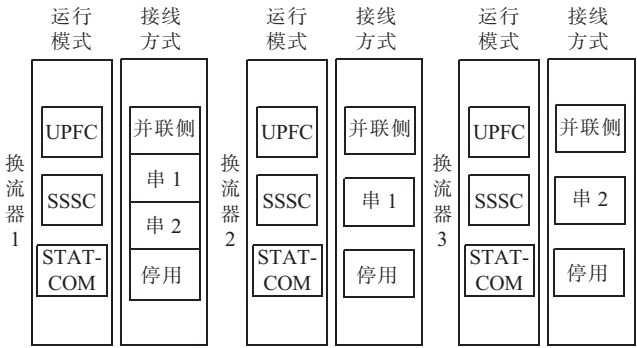 运行 接线 运行 接线 运行 接线
模式 方式 模式 方式 模式 方式
换流器1
UPFC
SSSC
STAT-
COM
并联侧
串 1
串 2
停用
换流器2
UPFC
SSSC
STAT-
COM
并联侧
串 1
停用
换流器3
UPFC
SSSC
STAT-
COM
并联侧
串 2
停用